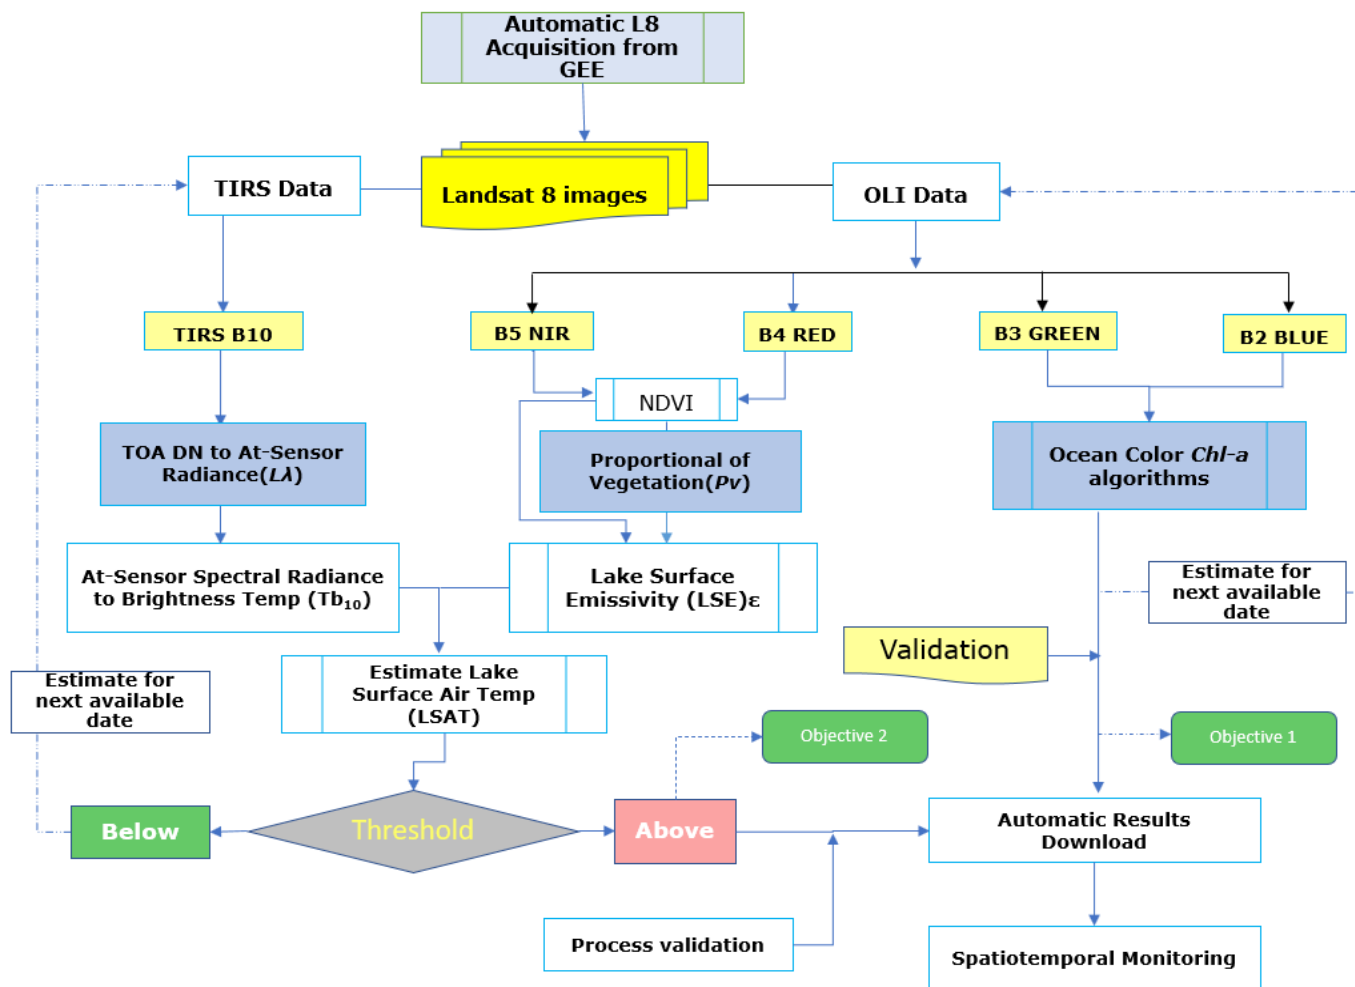 Automatic L8
Acquisition from
GEE
TIRS Data
Landsat 8 images
OLI Data
TIRS B10
B5 NIR
B4 RED
B3 GREEN
B2 BLUE
NDVI
TOA DN to At-Sensor
Radiance(Lλ)
Proportional of
Vegetation(Pv)
Ocean Color Chl-a
algorithms
At-Sensor Spectral Radiance
to Brightness Temp (Tb₁₀)
Lake Surface
Emissivity (LSE)ε
Estimate for
next available
date
Validation
Estimate Lake
Surface Air Temp
(LSAT)
Estimate for
next available
date
Objective 2
Objective 1
Below
Threshold
Above
Automatic Results
Download
Process validation
Spatiotemporal Monitoring